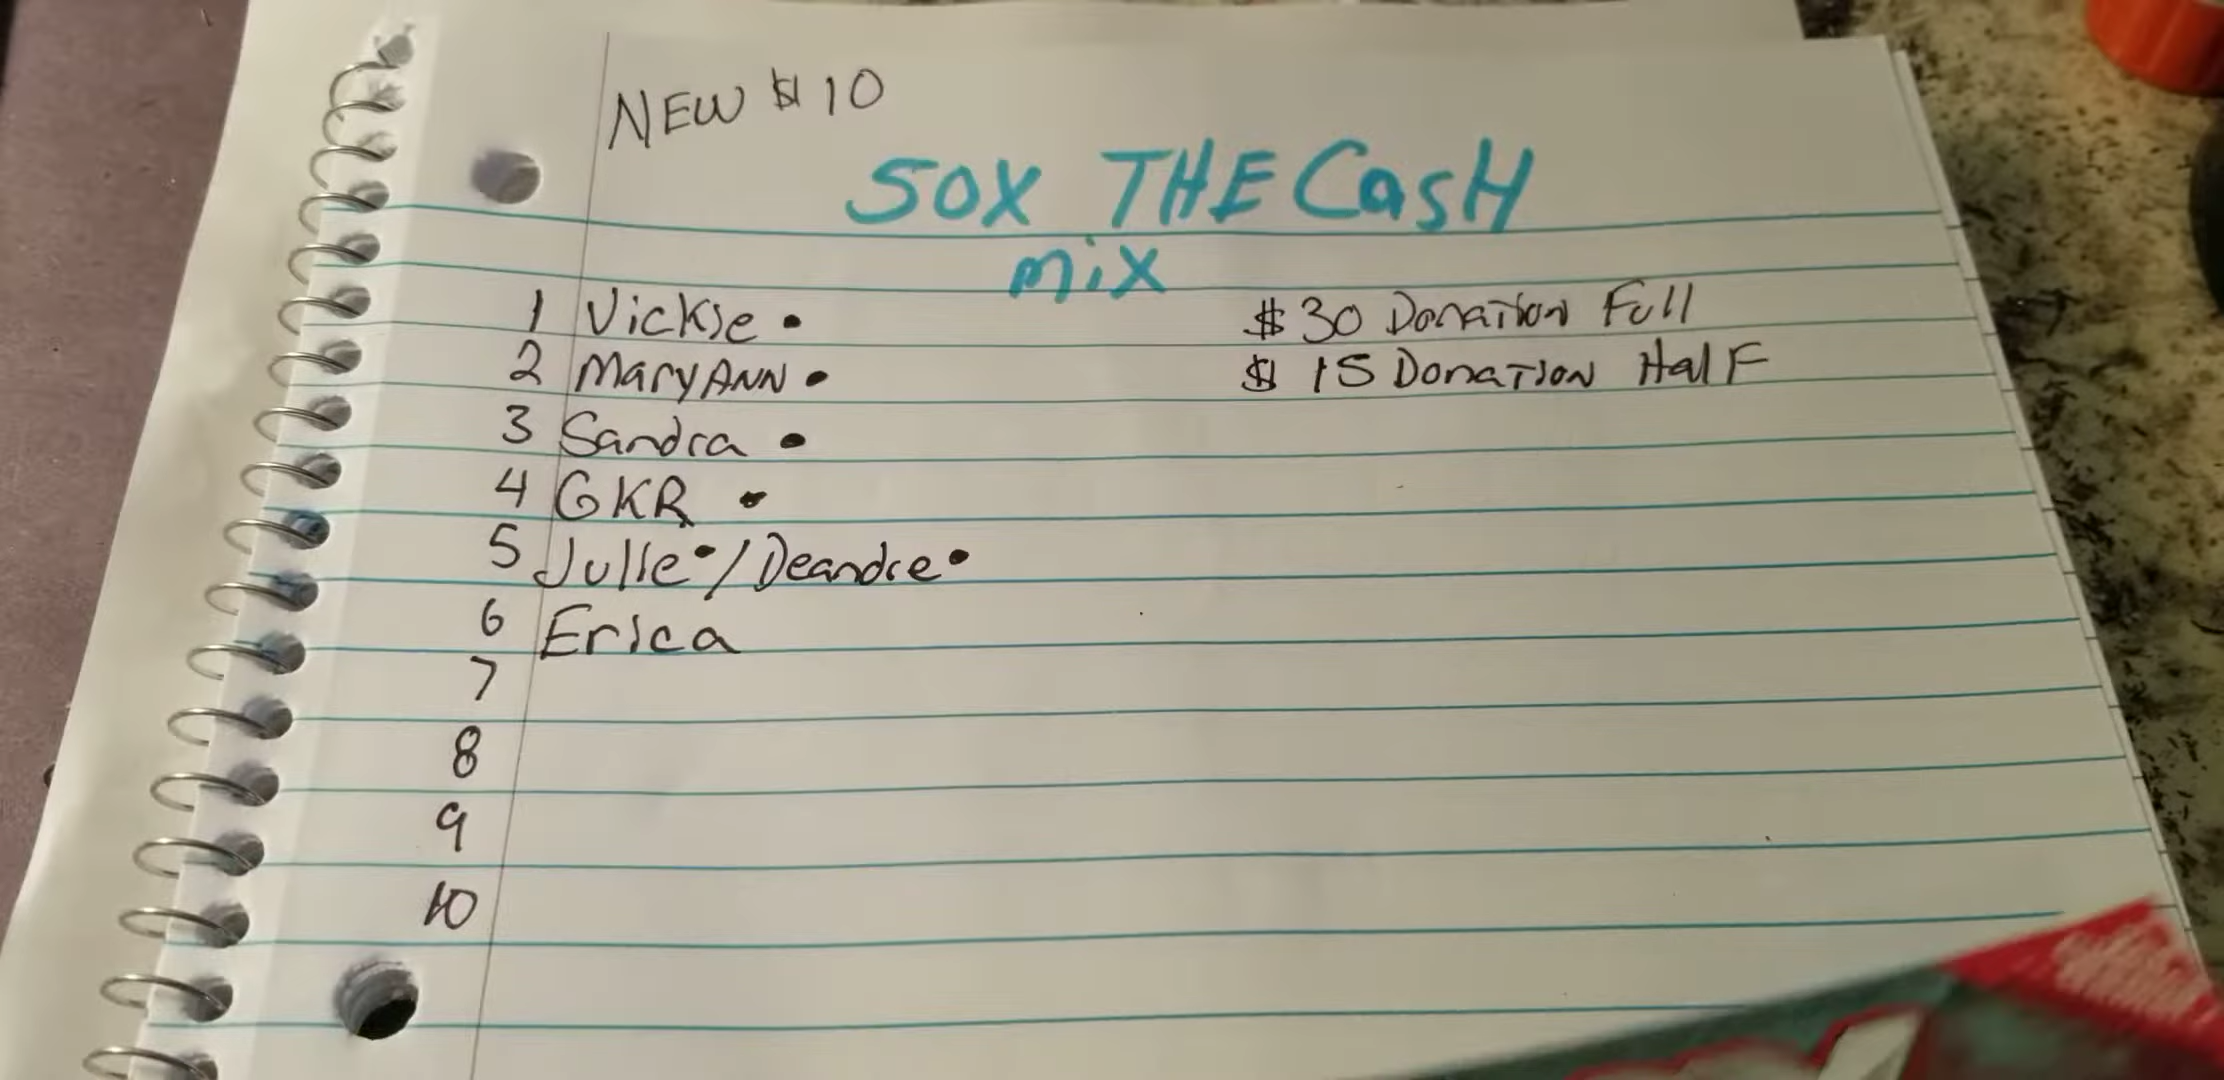 NEW $10
50X THE CasH
mix
1 Vickie • $30 Donation Full
2 MaryANN • $15 Donation Half
3 Sandra •
4 GKR •
5 Julie•/Deandre•
6 Erica
7
8
9
10